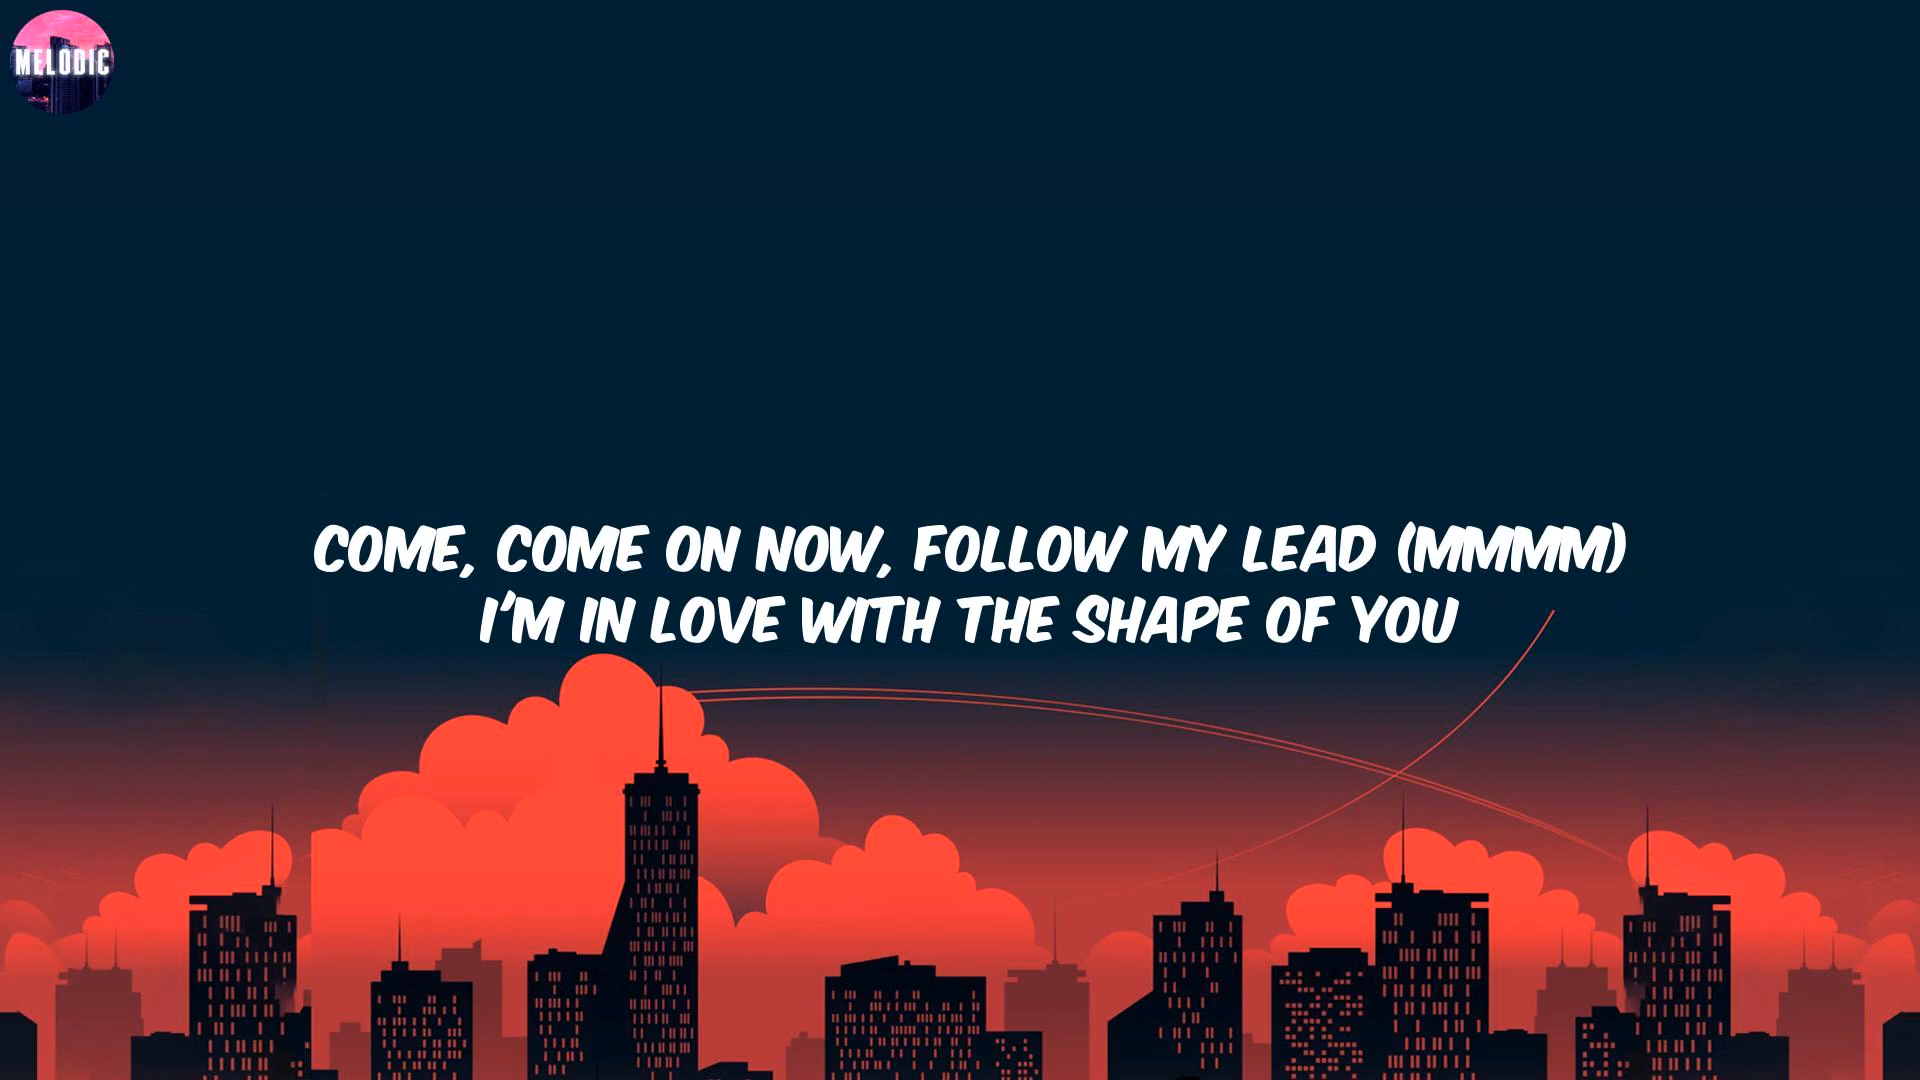 MELODIC
COME, COME ON NOW, FOLLOW MY LEAD (MMMM)
I'M IN LOVE WITH THE SHAPE OF YOU